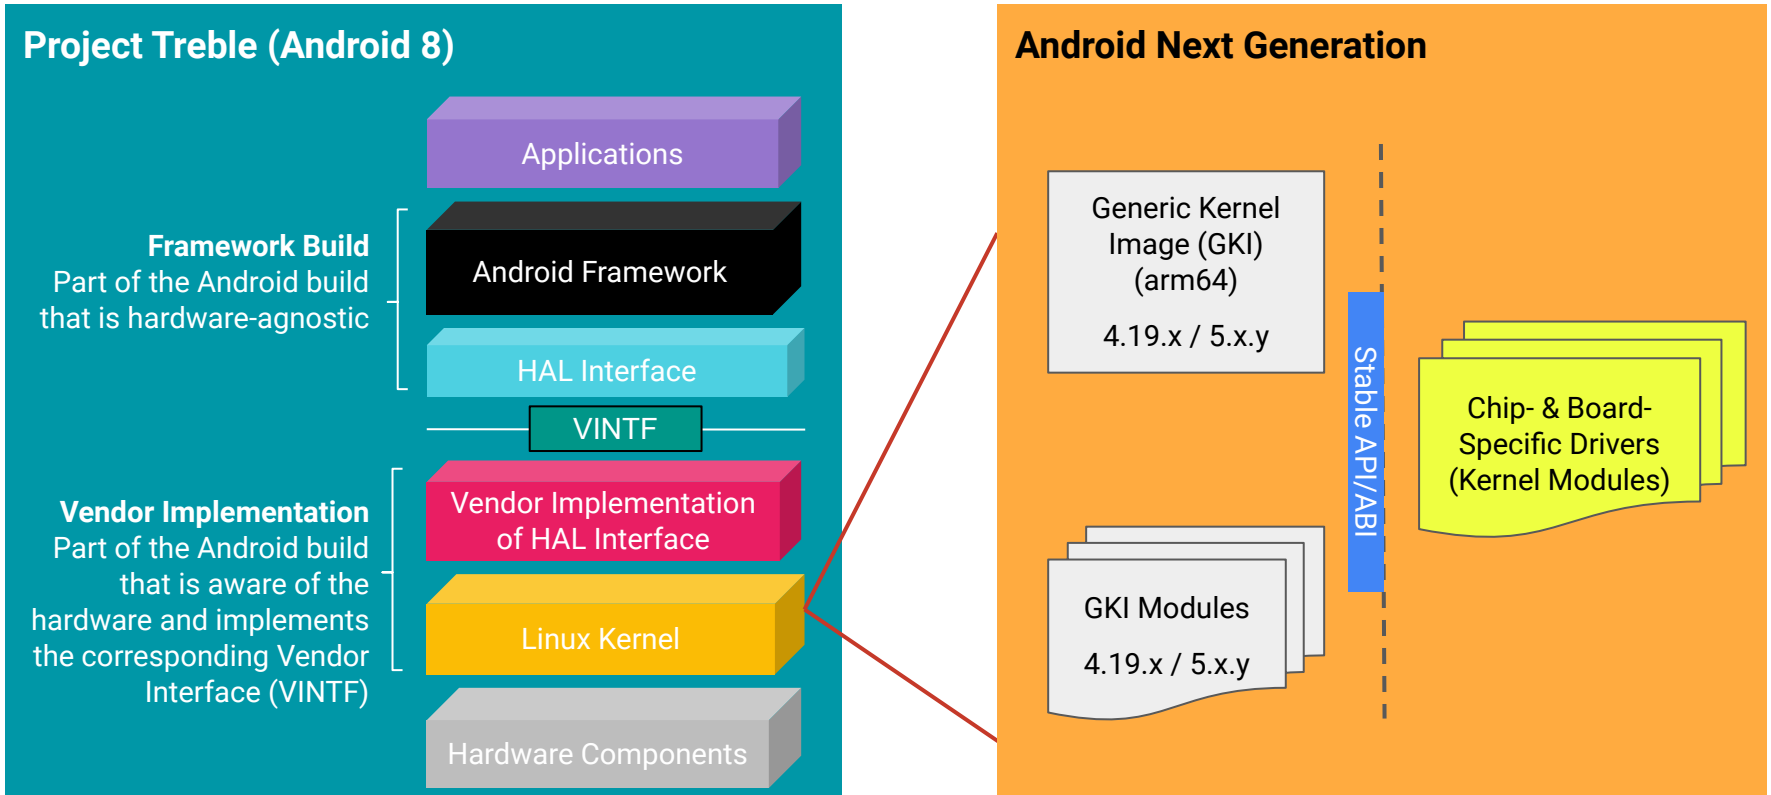 Project Treble (Android 8)
Applications
Framework Build
Part of the Android build
that is hardware-agnostic
Android Framework
HAL Interface
VINTF
Vendor Implementation
Part of the Android build
that is aware of the
hardware and implements
the corresponding Vendor
Interface (VINTF)
Vendor Implementation
of HAL Interface
Linux Kernel
Hardware Components
Android Next Generation
Generic Kernel
Image (GKI)
(arm64)
4.19.x / 5.x.y
GKI Modules
4.19.x / 5.x.y
Stable API/ABI
Chip- & Board-
Specific Drivers
(Kernel Modules)